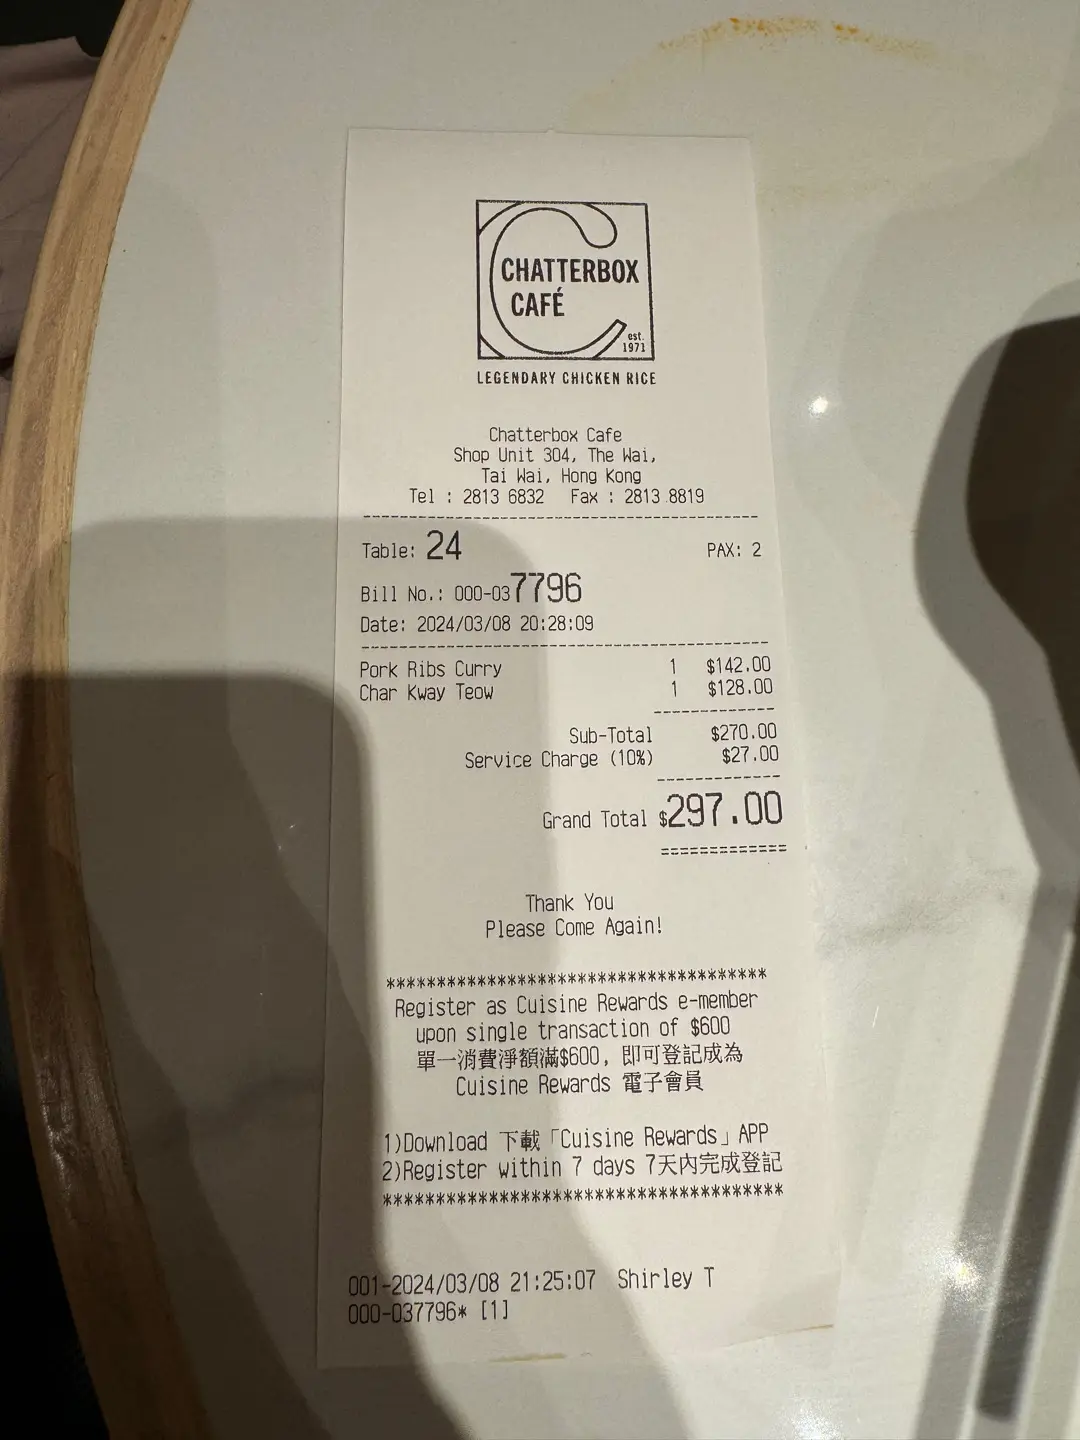 CHATTERBOX
CAFÉ
est.
1971
LEGENDARY CHICKEN RICE
Chatterbox Cafe
Shop Unit 304, The Wai,
Tai Wai, Hong Kong
Tel : 2813 6832   Fax : 2813 8819
Table: 24   PAX: 2
Bill No.: 000-037796
Date: 2024/03/08 20:28:09
Pork Ribs Curry   1   $142.00
Char Kway Teow   1   $128.00
Sub-Total   $270.00
Service Charge (10%)   $27.00
Grand Total $297.00
=============
Thank You
Please Come Again!
**************************************
Register as Cuisine Rewards e-member
upon single transaction of $600
單一消費淨額滿$600, 即可登記成為
Cuisine Rewards 電子會員
1)Download 下載「Cuisine Rewards」APP
2)Register within 7 days 7天內完成登記
****************************************
001-2024/03/08 21:25:07  Shirley T
000-037796* [1]